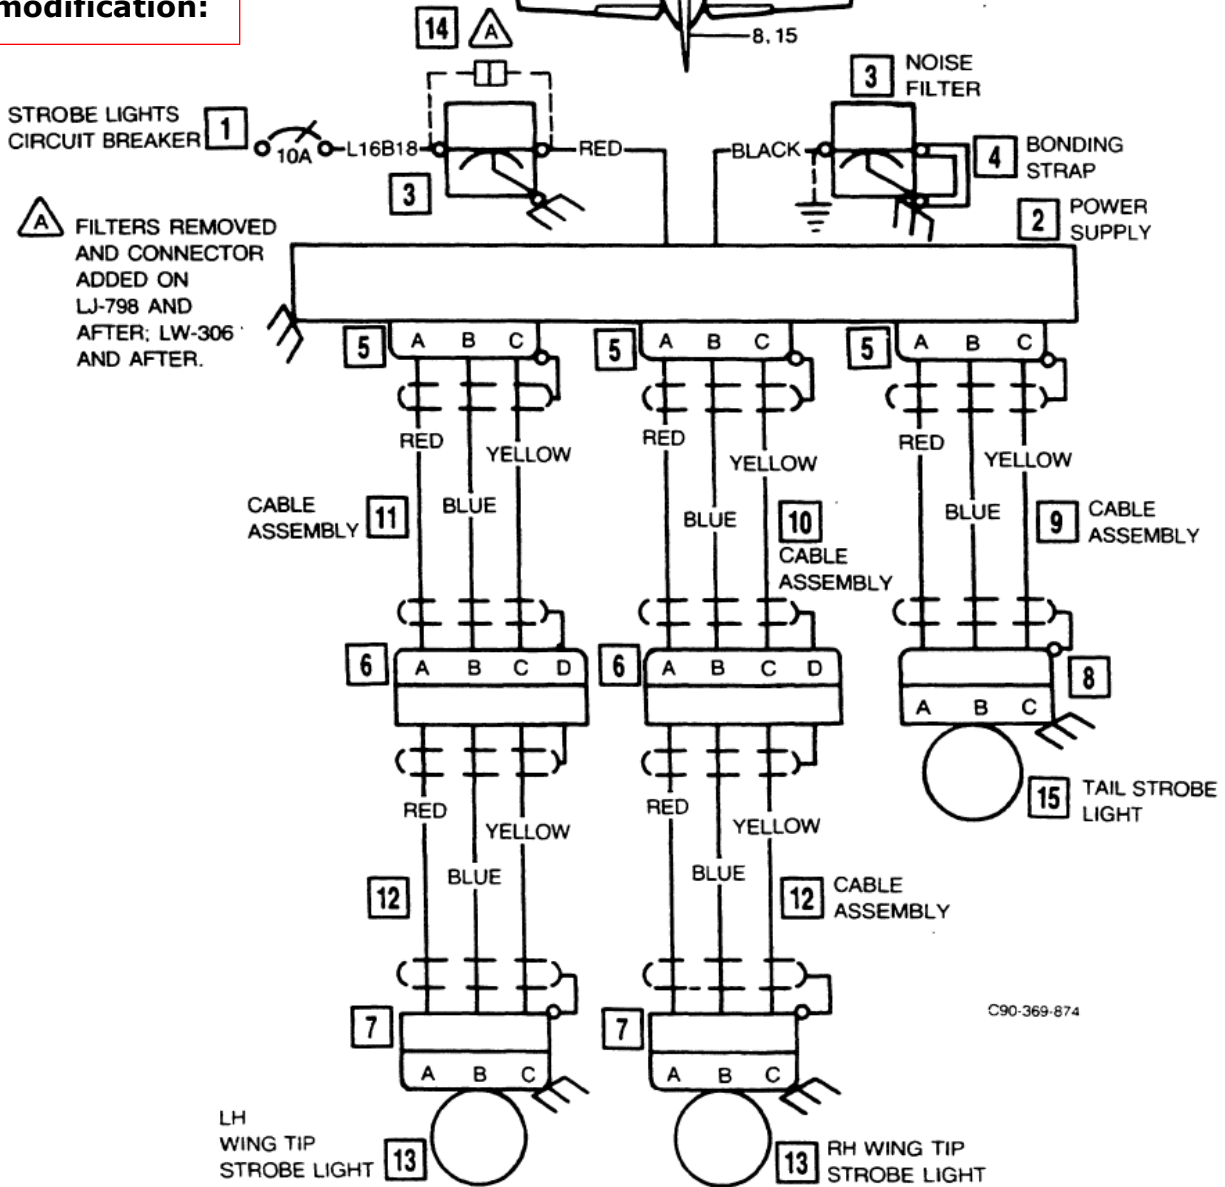 modification:
14 A
8, 15
3 NOISE
FILTER
STROBE LIGHTS
CIRCUIT BREAKER 1
10A
L16B18
RED
BLACK
4 BONDING
STRAP
3
2 POWER
SUPPLY
A FILTERS REMOVED
AND CONNECTOR
ADDED ON
LJ-798 AND
AFTER; LW-306
AND AFTER.
5 A B C
5 A B C
5 A B C
RED
YELLOW
BLUE
RED
YELLOW
BLUE
RED
YELLOW
BLUE
CABLE
ASSEMBLY 11
10
CABLE
ASSEMBLY
9 CABLE
ASSEMBLY
6 A B C D
6 A B C D
8
A B C
RED
YELLOW
BLUE
RED
YELLOW
BLUE
15 TAIL STROBE
LIGHT
12
12 CABLE
ASSEMBLY
C90-369-874
7
A B C
7
A B C
LH
WING TIP
STROBE LIGHT 13
13 RH WING TIP
STROBE LIGHT